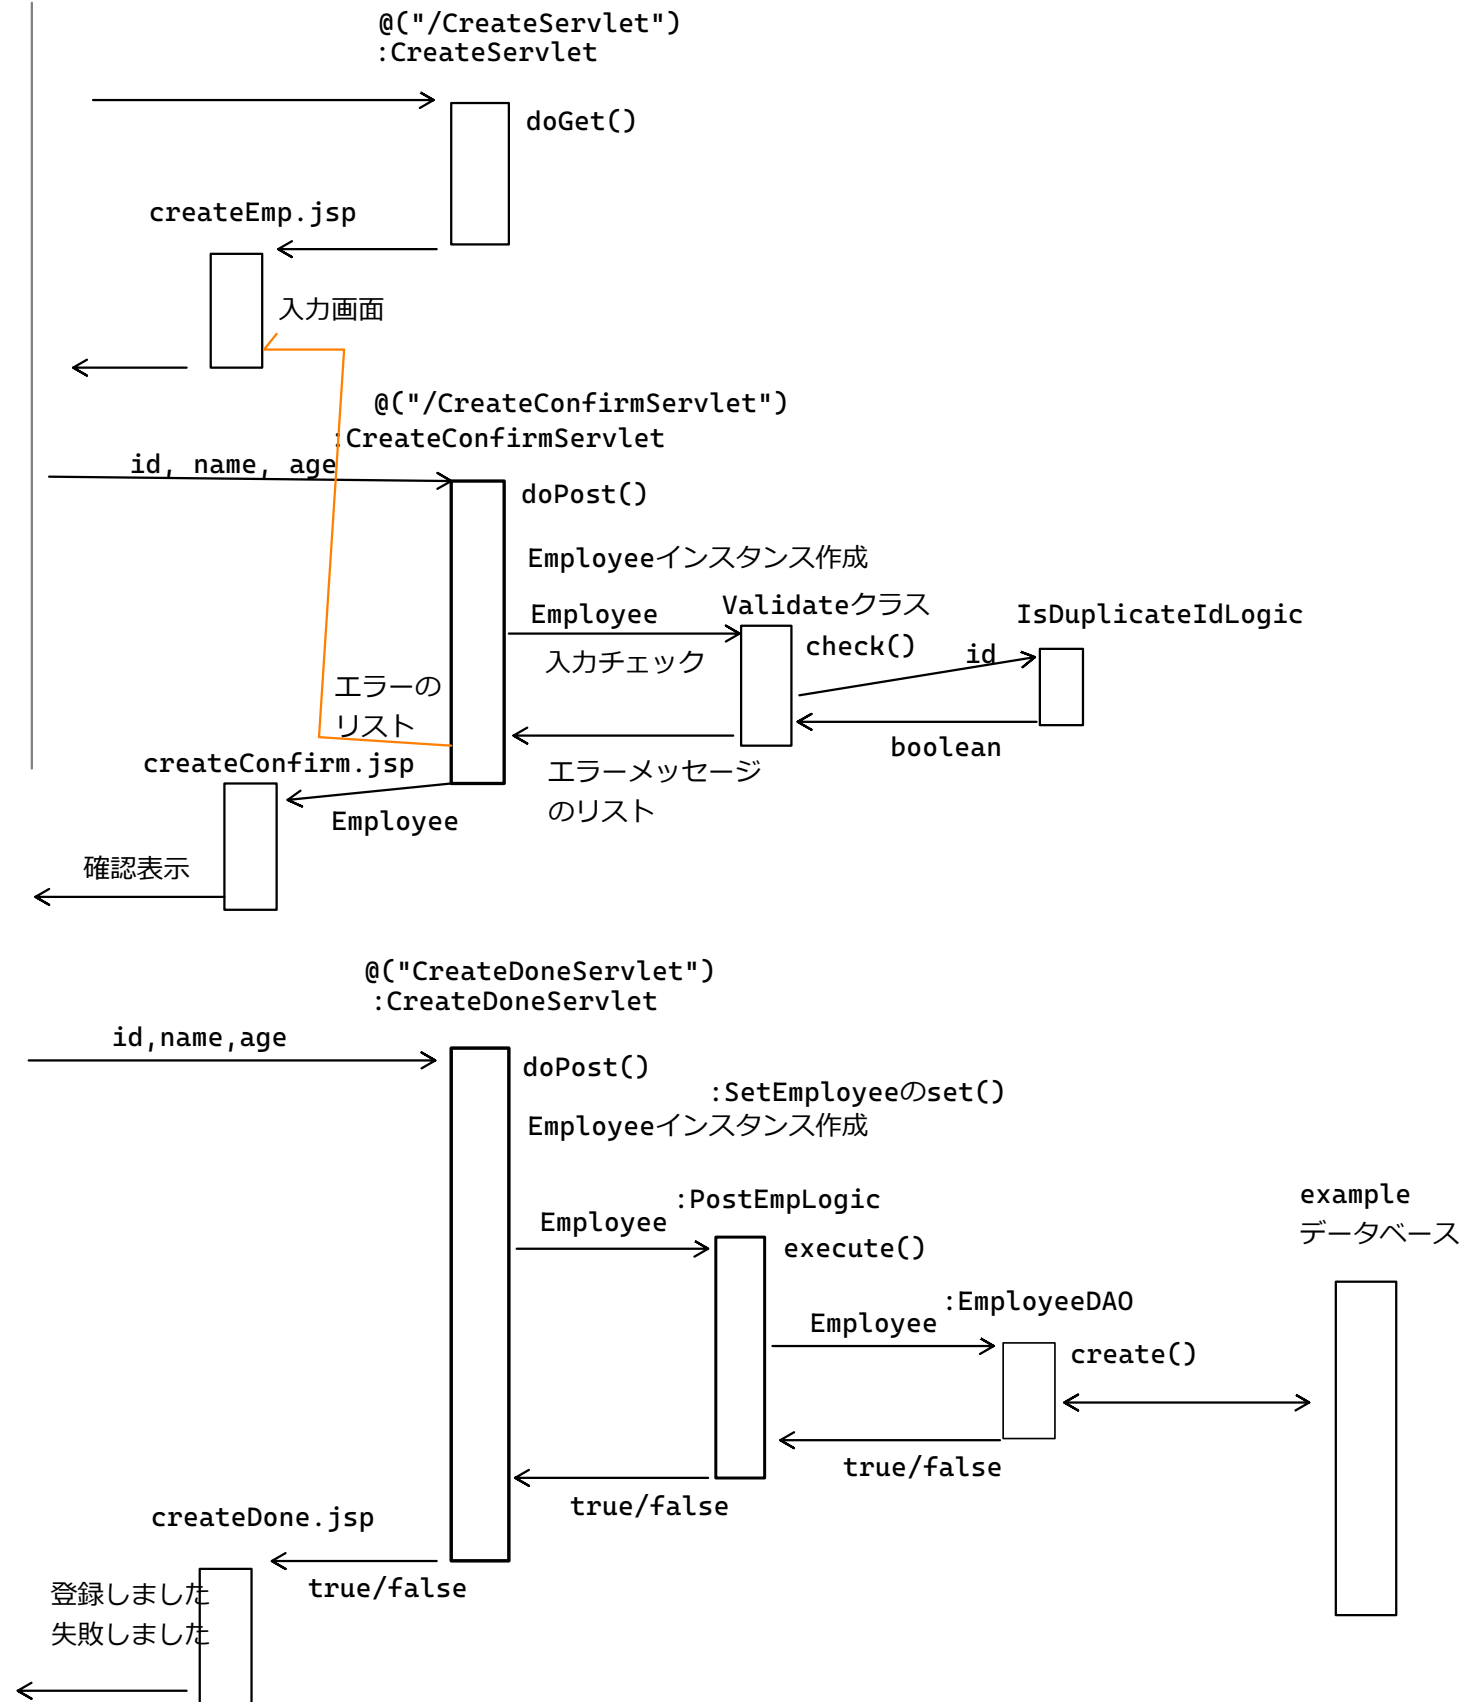 @("/CreateServlet")
:CreateServlet
doGet()
createEmp.jsp
入力画面
@("/CreateConfirmServlet")
:CreateConfirmServlet
id, name, age
doPost()
Employeeインスタンス作成
Employee
Validateクラス
IsDuplicateIdLogic
check()
id
入力チェック
エラーの
リスト
boolean
createConfirm.jsp
エラーメッセージ
のリスト
Employee
確認表示
@("CreateDoneServlet")
:CreateDoneServlet
id,name,age
doPost()
:SetEmployeeのset()
Employeeインスタンス作成
:PostEmpLogic
Employee
execute()
example
データベース
:EmployeeDAO
Employee
create()
true/false
true/false
createDone.jsp
true/false
登録しました
失敗しました